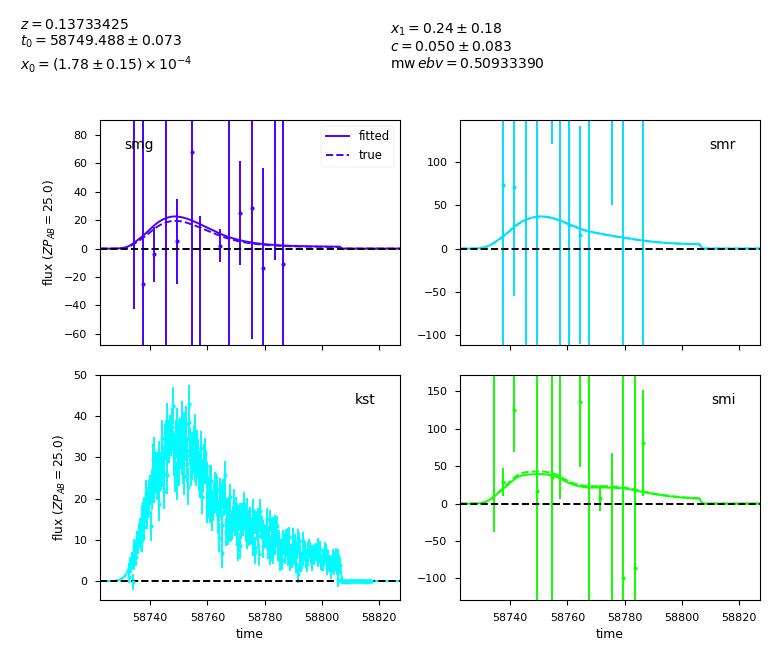 z = 0.13733425
t₀ = 58749.488 ± 0.073
x₀ = (1.78 ± 0.15) × 10⁻⁴
x₁ = 0.24 ± 0.18
c = 0.050 ± 0.083
mw ebv = 0.50933390
smg
fitted
true
80
60
40
20
0
−20
−40
−60
flux (ZP_AB = 25.0)
smr
100
50
0
−50
−100
kst
50
40
30
20
10
0
flux (ZP_AB = 25.0)
58740
58760
58780
58800
58820
time
smi
150
100
50
0
−50
−100
58740
58760
58780
58800
58820
time